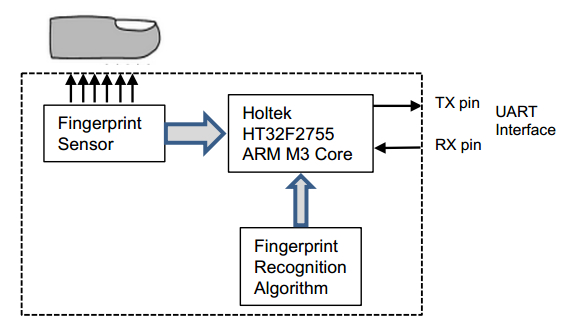 Fingerprint
Sensor
Holtek
HT32F2755
ARM M3 Core
TX pin
RX pin
UART
Interface
Fingerprint
Recognition
Algorithm